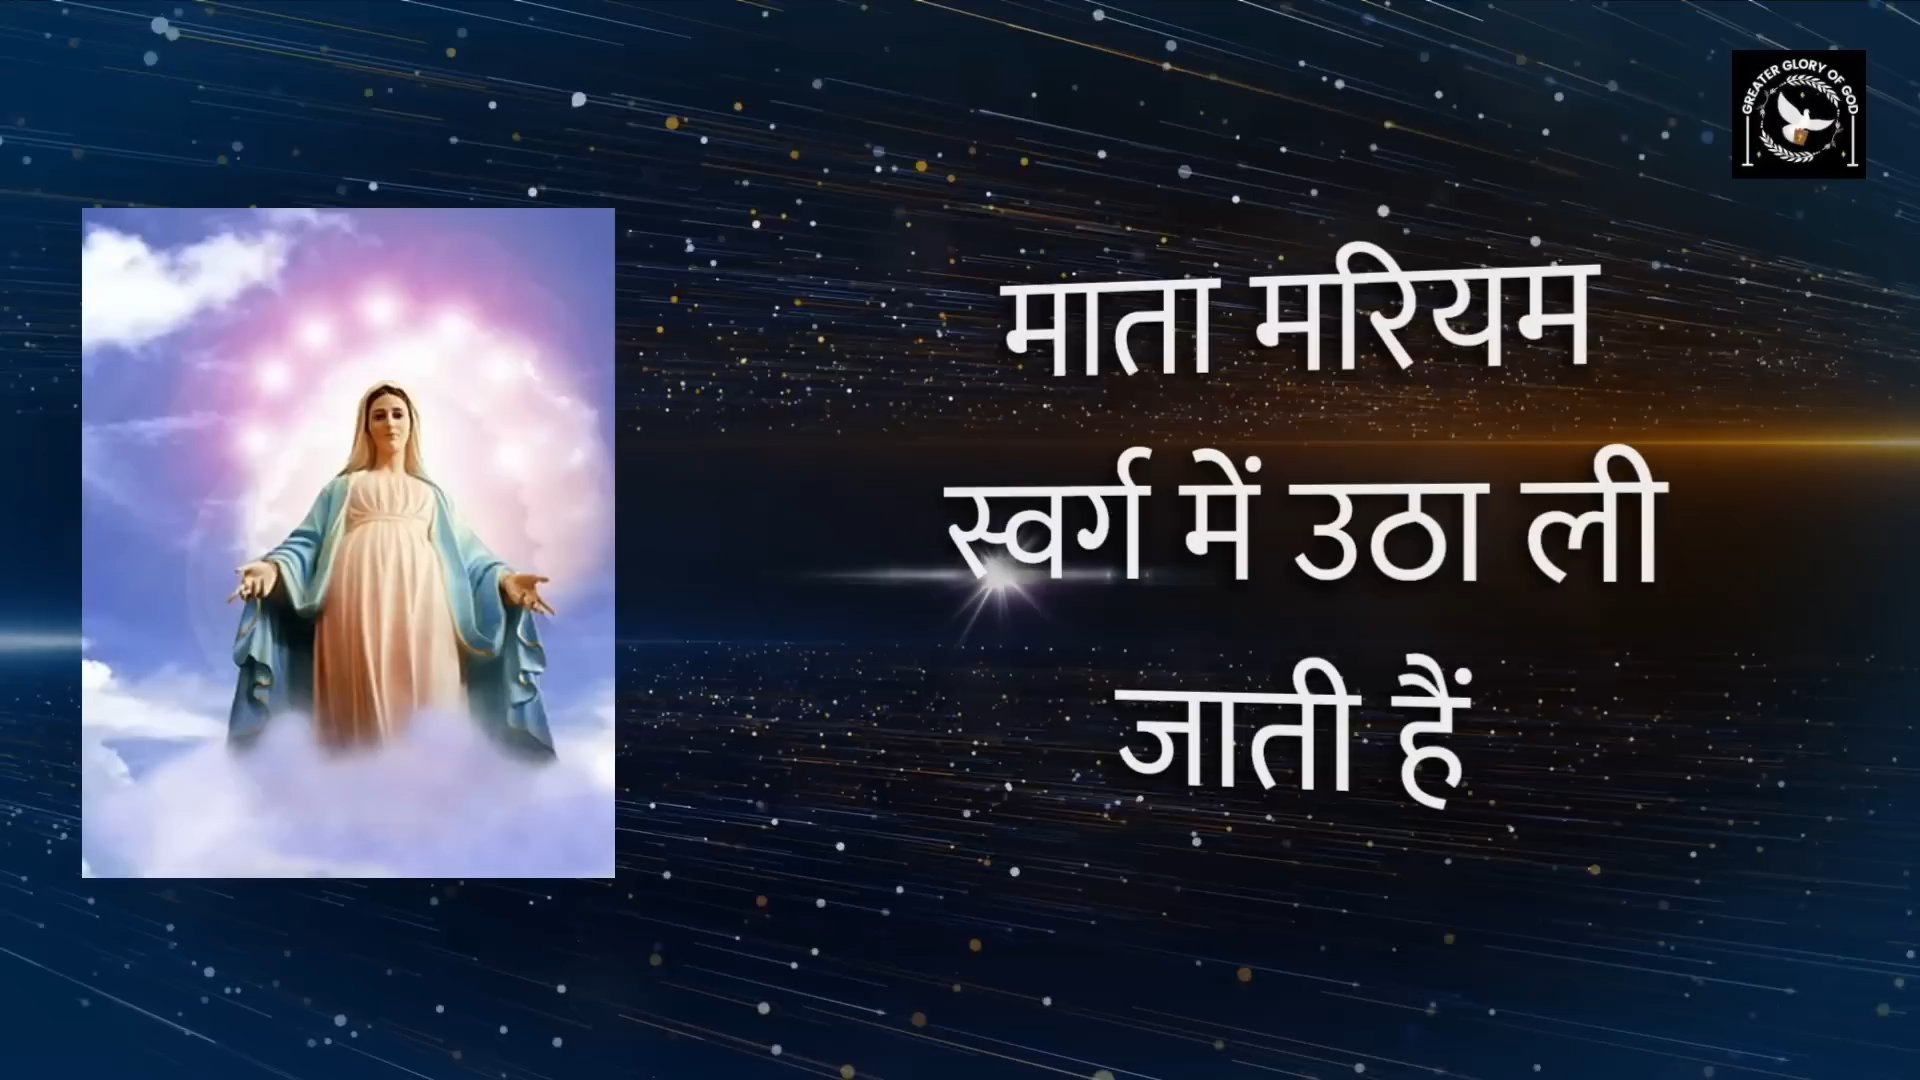 GREATER GLORY OF GOD
माता मरियम
स्वर्ग में उठा ली
जाती हैं